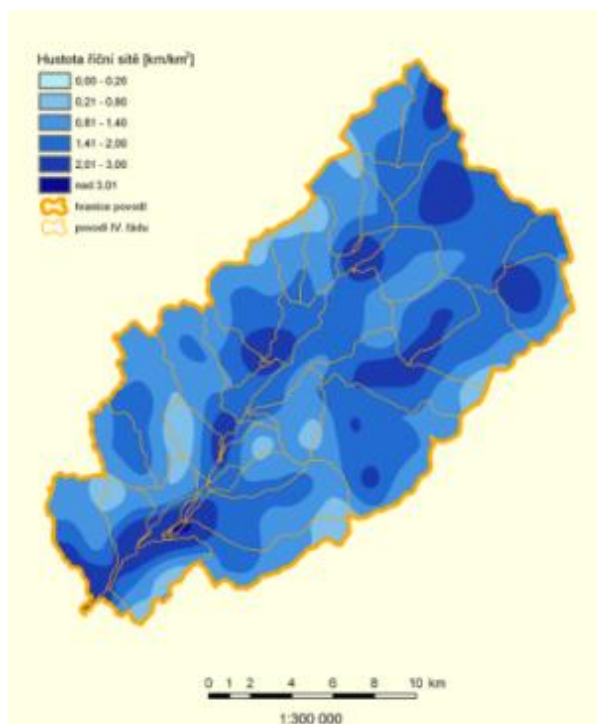 Hustota říční sítě [km/km²]
0,00 - 0,20
0,21 - 0,80
0,81 - 1,40
1,41 - 2,00
2,01 - 3,00
nad 3,01
hranice povodí
povodí IV. řádu
0 1 2 4 6 8 10 km
1:300 000